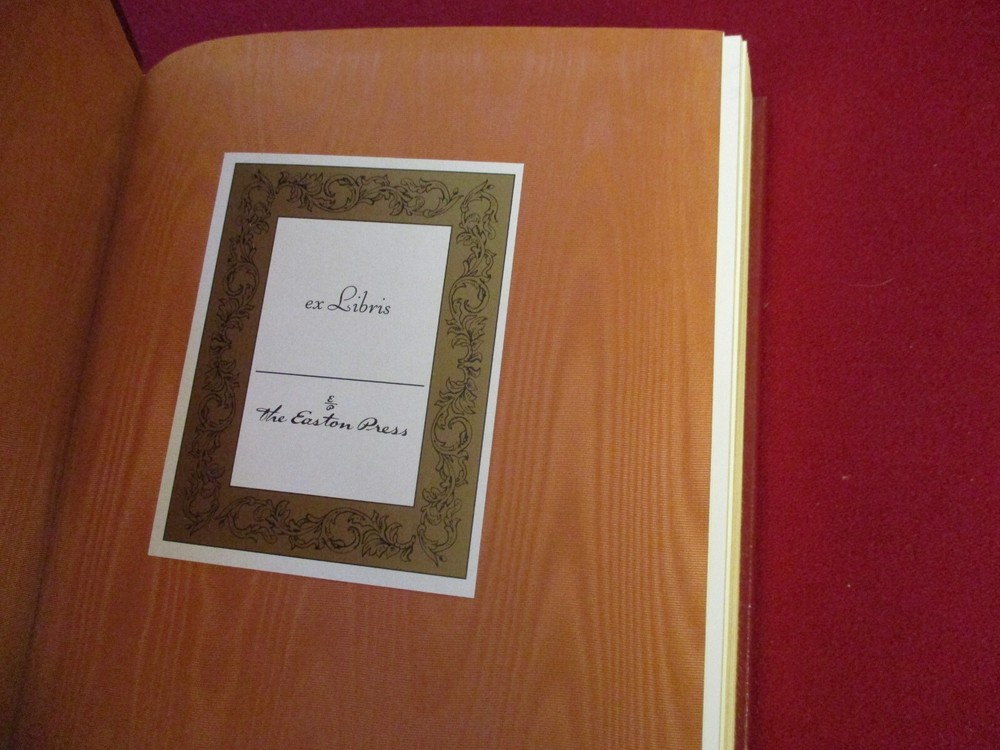 ex Libris
E
P
the Easton Press